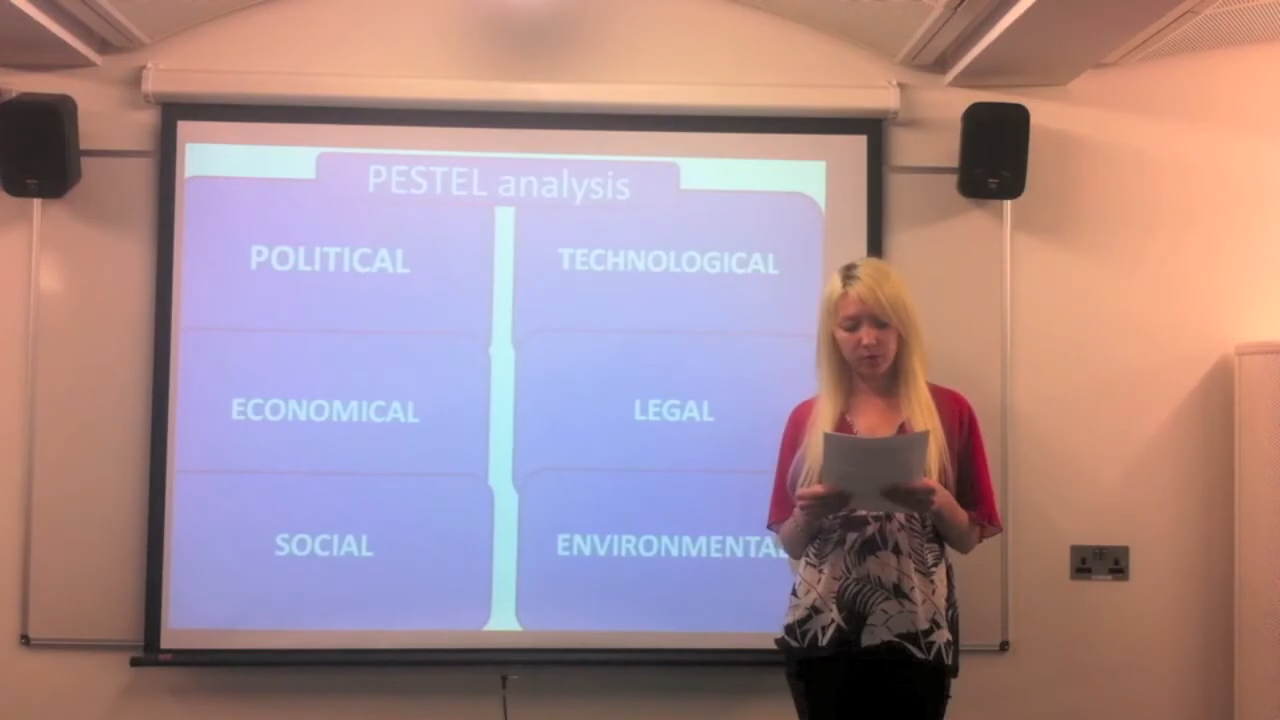 PESTEL analysis
POLITICAL
TECHNOLOGICAL
ECONOMICAL
LEGAL
SOCIAL
ENVIRONMENTAL